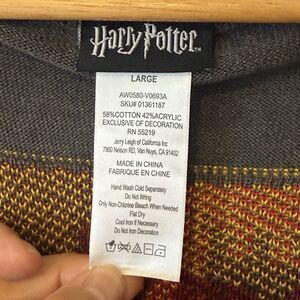 Harry Potter
LARGE
AW0580-V0693A
SKU# 01361187
58%COTTON 42%ACRYLIC
EXCLUSIVE OF DECORATION
RN 55219
Jerry Leigh of California Inc
7860 Nelson RD, Van Nuys, CA 91402
MADE IN CHINA
FABRIQUE EN CHINE
Hand Wash Cold Separately
Do Not Wring
Only Non-Chlorine Bleach When Needed
Flat Dry
Cool Iron If Necessary
Do Not Iron Decoration